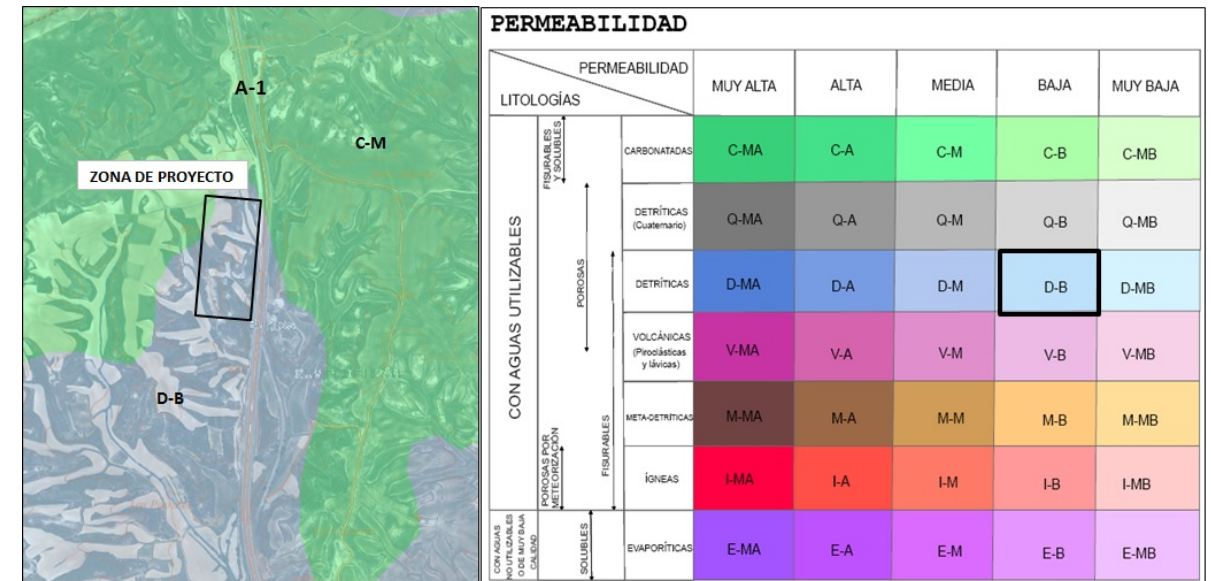 A-1
C-M
ZONA DE PROYECTO
D-B
PERMEABILIDAD
PERMEABILIDAD
LITOLOGÍAS
MUY ALTA
ALTA
MEDIA
BAJA
MUY BAJA
CON AGUAS UTILIZABLES
FISURABLES
Y SOLUBLES
POROSAS
FISURABLES
POROSAS POR
METEORIZACIÓN
CARBONATADAS
C-MA
C-A
C-M
C-B
C-MB
DETRÍTICAS
(Cuaternario)
Q-MA
Q-A
Q-M
Q-B
Q-MB
DETRÍTICAS
D-MA
D-A
D-M
D-B
D-MB
VOLCÁNICAS
(Piroclásticas
y lávicas)
V-MA
V-A
V-M
V-B
V-MB
META-DETRÍTICAS
M-MA
M-A
M-M
M-B
M-MB
ÍGNEAS
I-MA
I-A
I-M
I-B
I-MB
CON AGUAS
NO UTILIZABLES
O DE MUY BAJA
CALIDAD
SOLUBLES
EVAPORÍTICAS
E-MA
E-A
E-M
E-B
E-MB